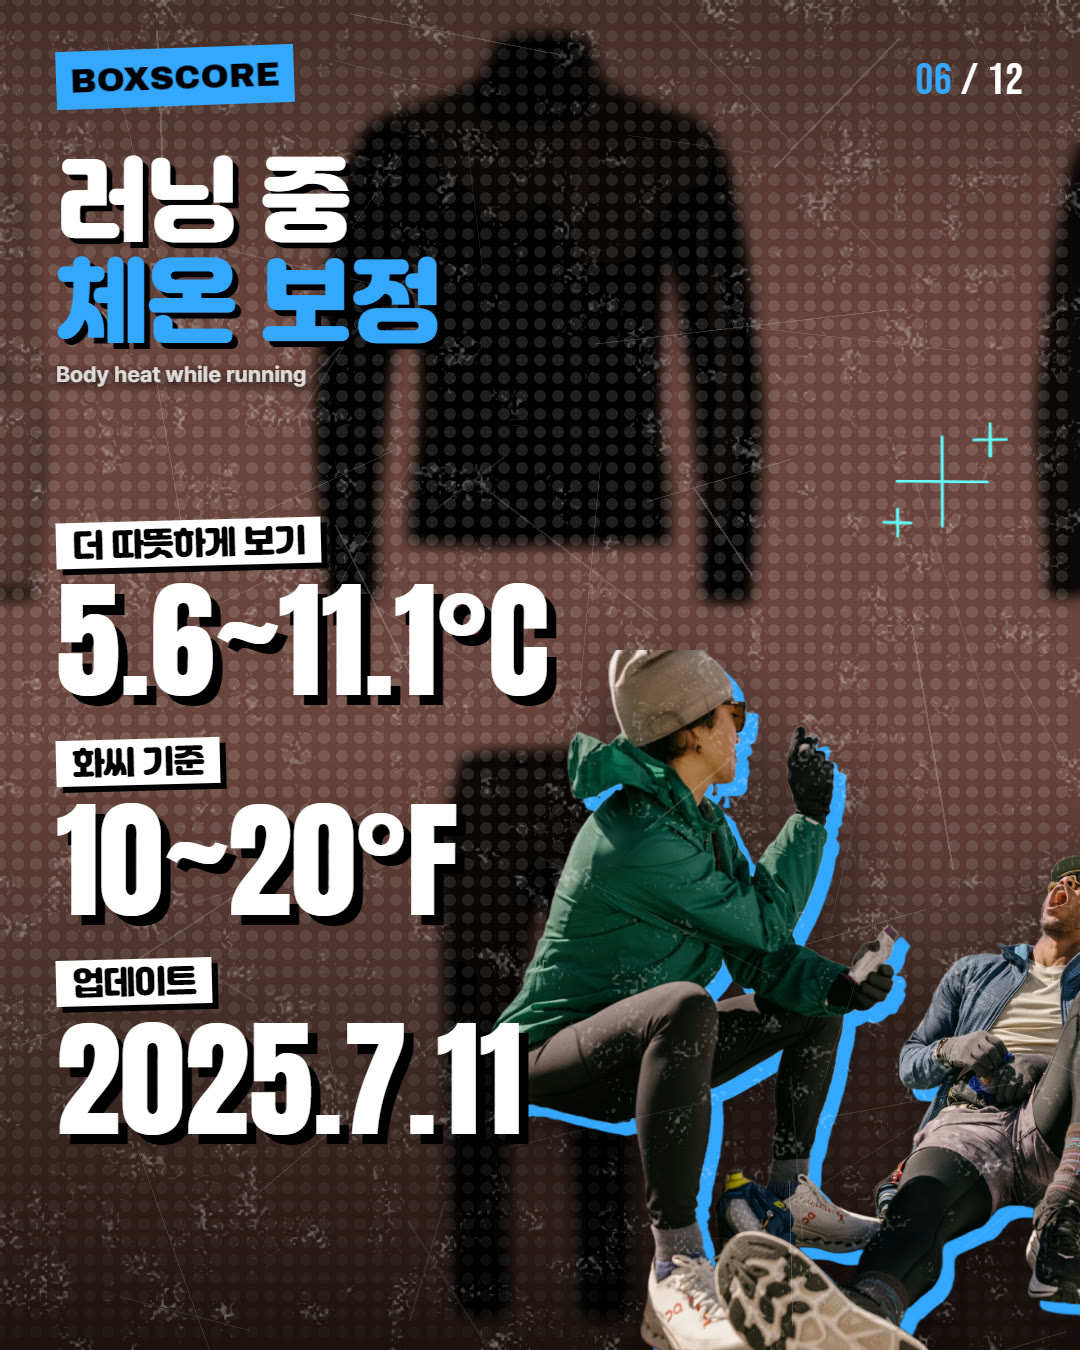 BOXSCORE
06 / 12
러닝 중
체온 보정
Body heat while running
더 따뜻하게 보기
5.6~11.1°C
화씨 기준
10~20°F
업데이트
2025.7.11